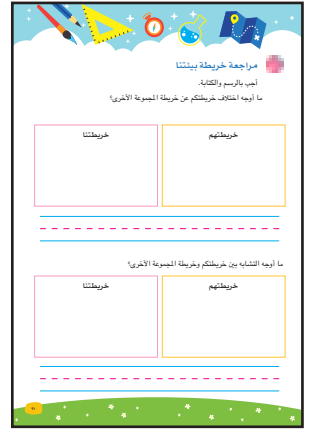 مراجعة خريطة بيئتنا
أجب بالرسم والكتابة.
ما أوجه اختلاف خريطتكم عن خريطة المجموعة الأخرى؟
خريطتهم
خريطتنا
ما أوجه التشابه بين خريطتكم وخريطة المجموعة الأخرى؟
خريطتهم
خريطتنا